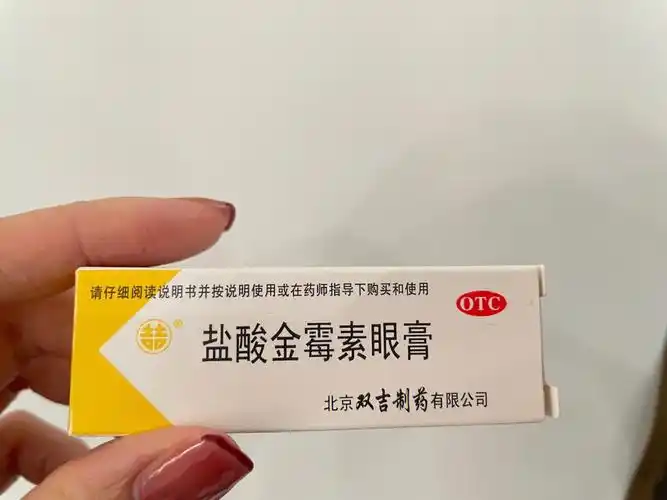 请仔细阅读说明书并按说明使用或在药师指导下购买和使用
OTC
®
盐酸金霉素眼膏
北京双吉制药有限公司